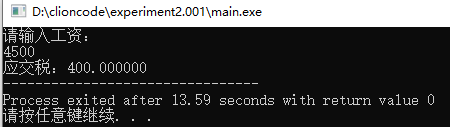 D:\clioncode\experiment2.001\main.exe
请输入工资：
4500
应交税：400.000000
--------------------------------
Process exited after 13.59 seconds with return value 0
请按任意键继续. . .